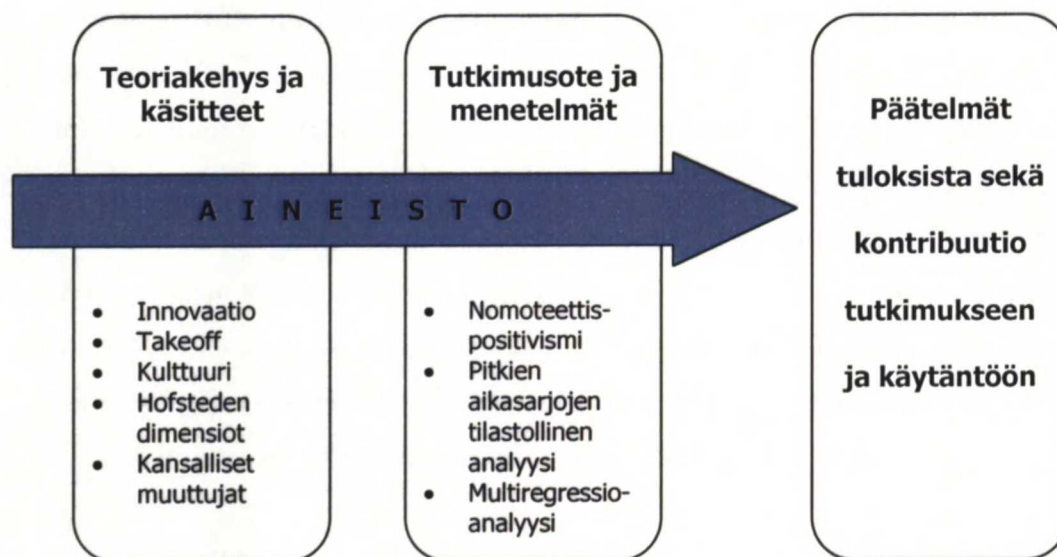 Teoriakehys ja
käsitteet
Tutkimusote ja
menetelmät
A I N E I S T O
• Innovaatio
• Takeoff
• Kulttuuri
• Hofsteden
dimensiot
• Kansalliset
muuttujat
• Nomoteettis-
positivismi
• Pitkien
aikasarjojen
tilastollinen
analyysi
• Multiregressio-
analyysi
Päätelmät
tuloksista sekä
kontribuutio
tutkimukseen
ja käytäntöön